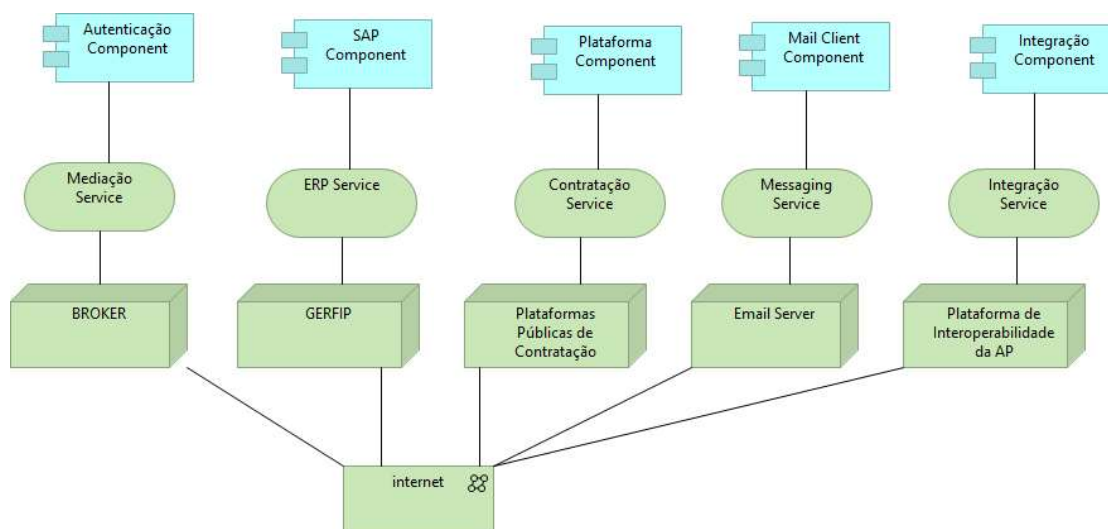 Autenticação
Component
SAP
Component
Plataforma
Component
Mail Client
Component
Integração
Component
Mediação
Service
ERP Service
Contratação
Service
Messaging
Service
Integração
Service
BROKER
GERFIP
Plataformas
Públicas de
Contratação
Email Server
Plataforma de
Interoperabilidade
da AP
internet